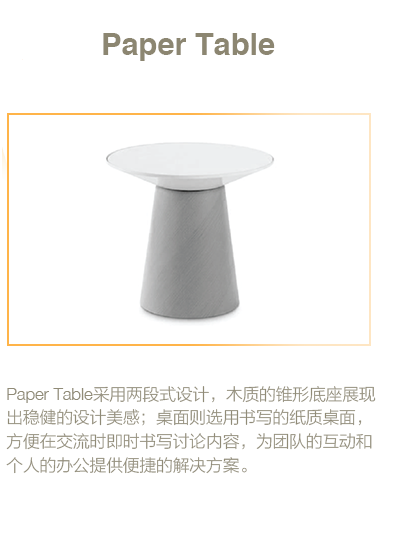 Paper Table
Paper Table采用两段式设计，木质的锥形底座展现
出稳健的设计美感；桌面则选用书写的纸质桌面，
方便在交流时即时书写讨论内容，为团队的互动和
个人的办公提供便捷的解决方案。